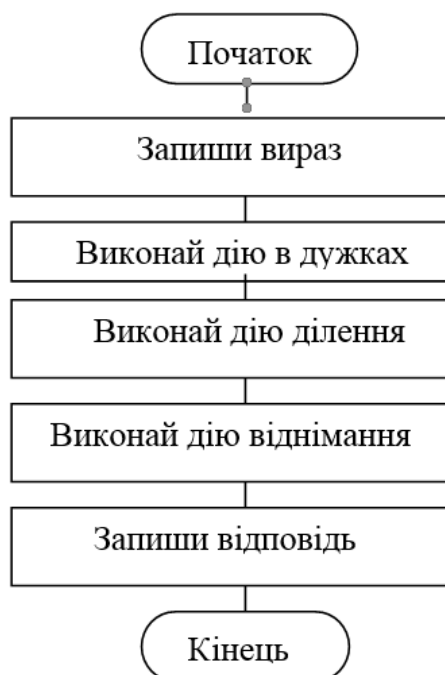 Початок
Запиши вираз
Виконай дію в дужках
Виконай дію ділення
Виконай дію віднімання
Запиши відповідь
Кінець